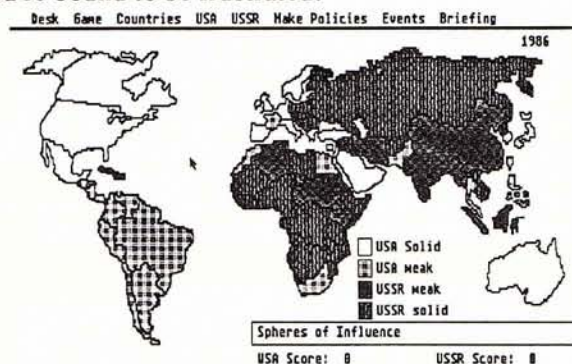 Desk Game Countries USA USSR Make Policies Events Briefing
1986
USA Solid
USA weak
USSR weak
USSR solid
Spheres of Influence
USA Score: 0 USSR Score: 0